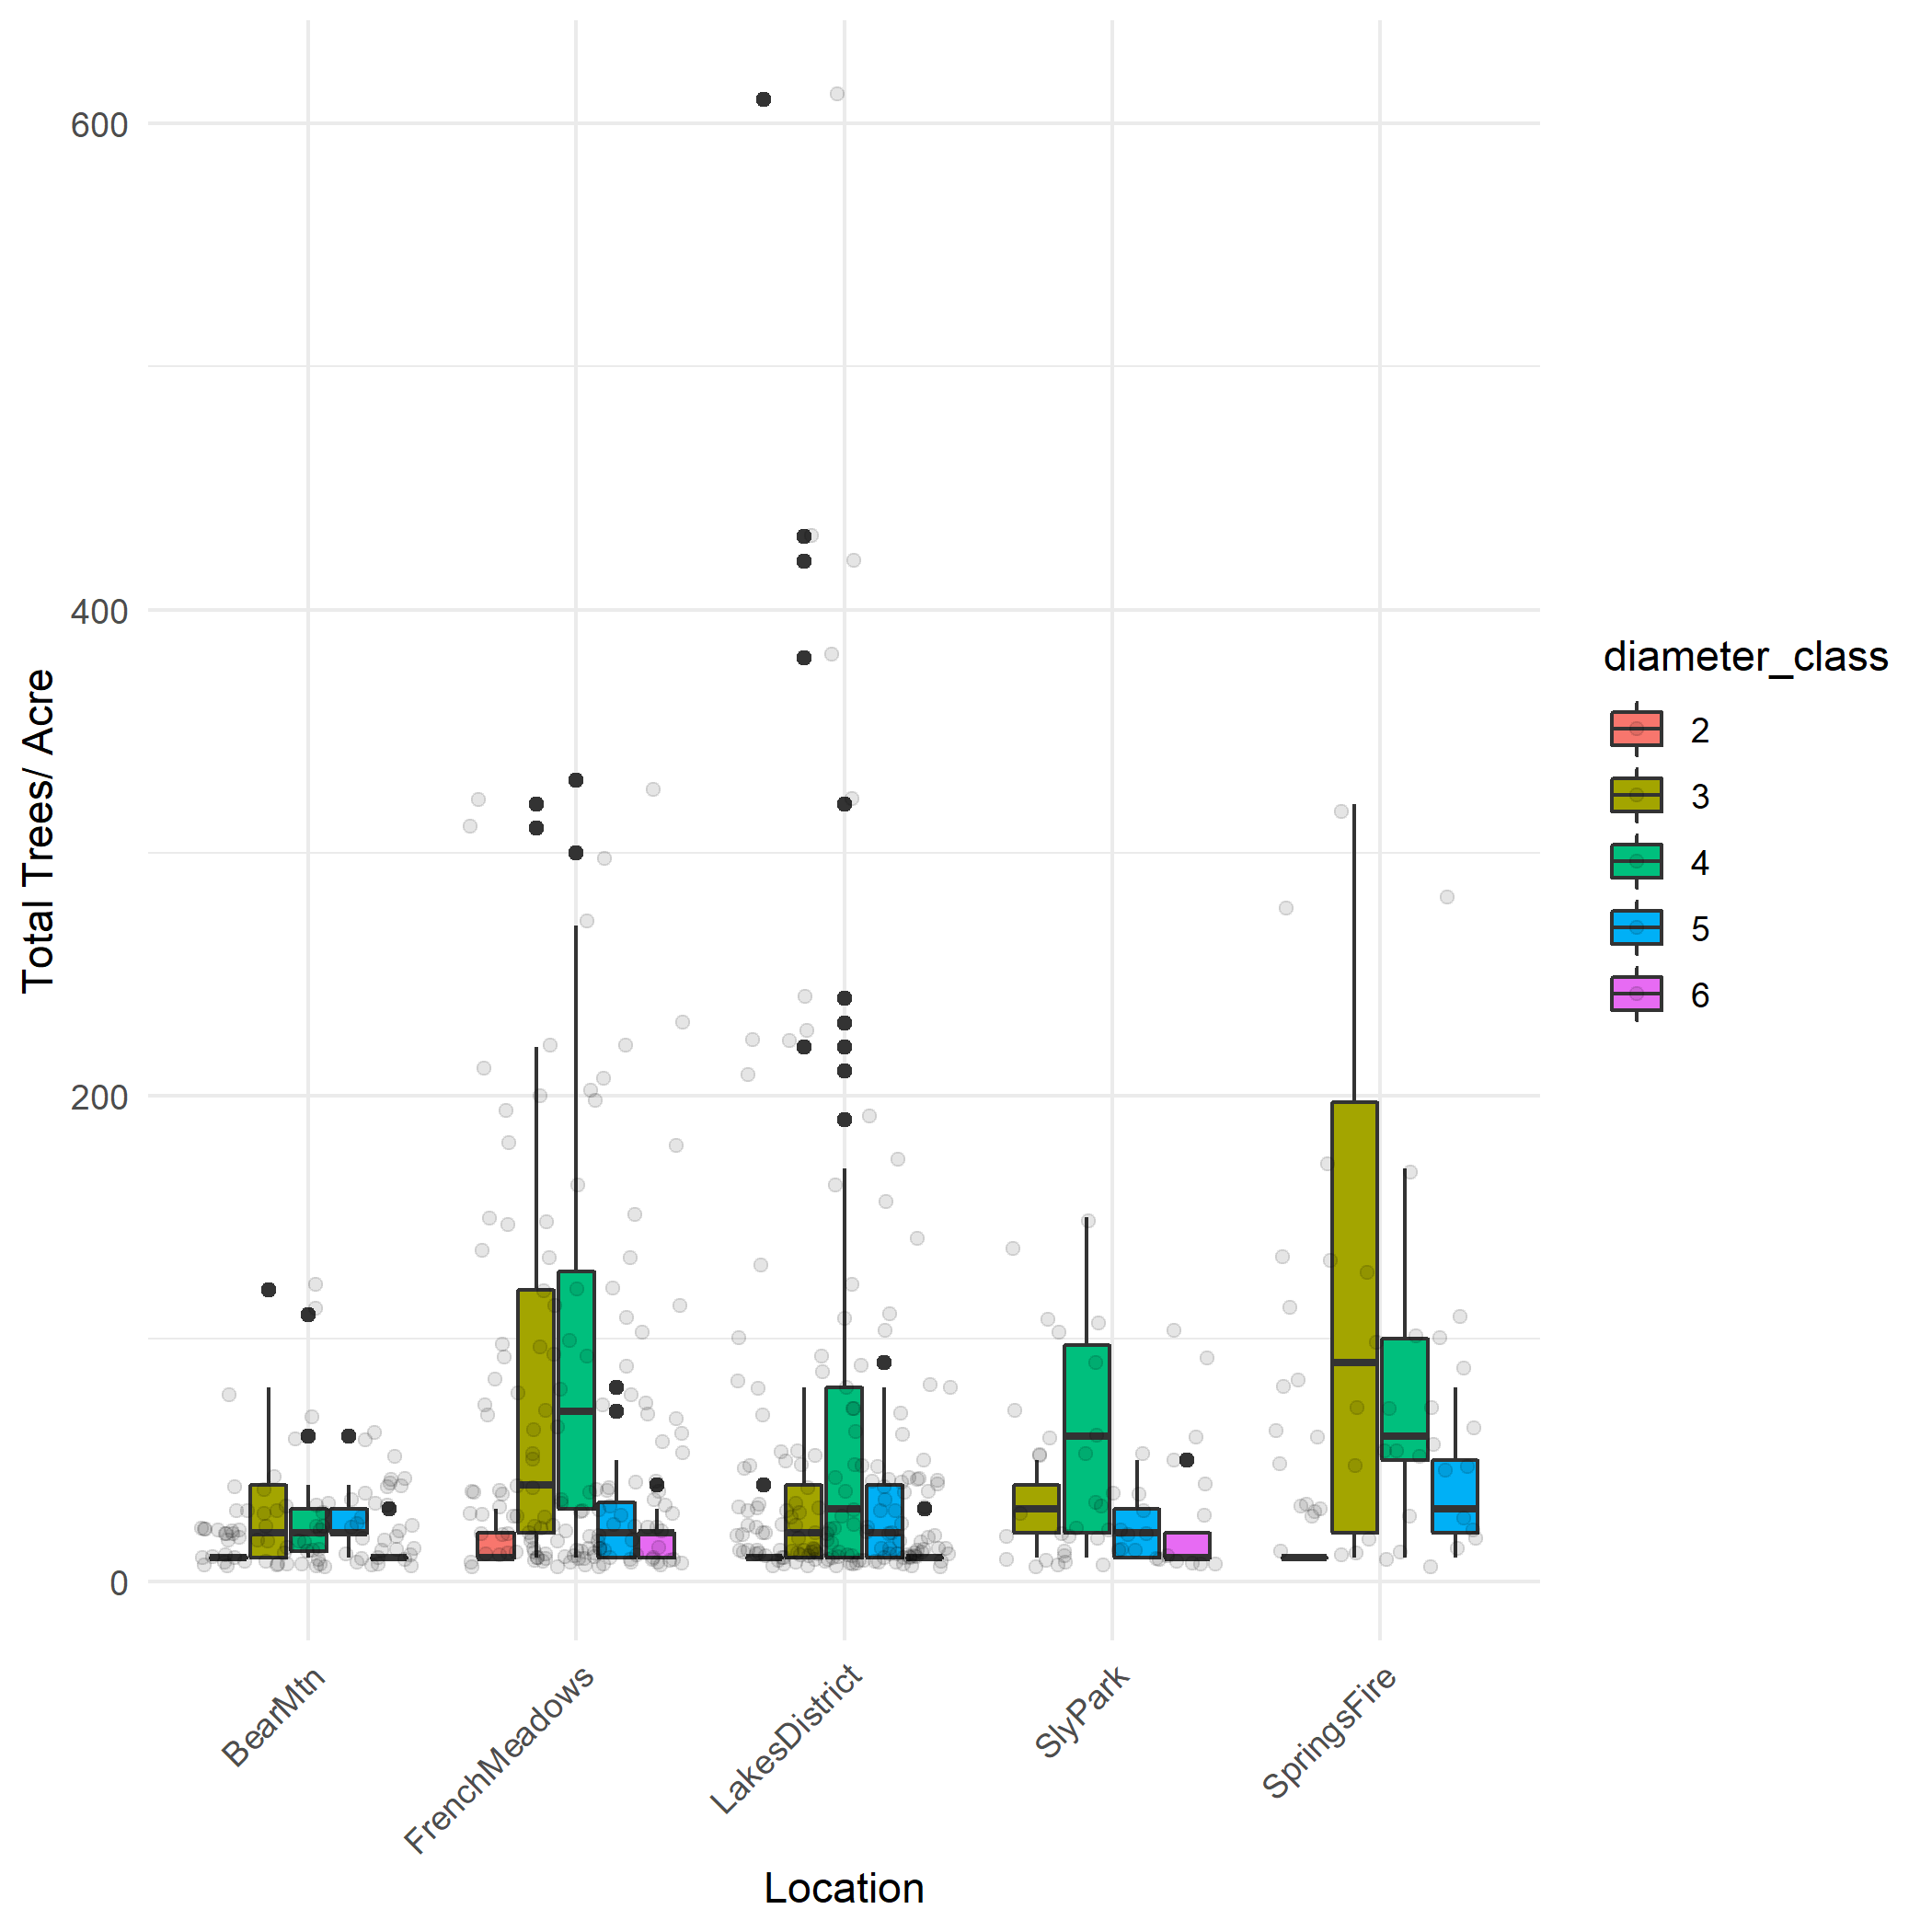 600
400
200
0
Total Trees/ Acre
BearMtn
FrenchMeadows
LakesDistrict
SlyPark
SpringsFire
Location
diameter_class
2
3
4
5
6